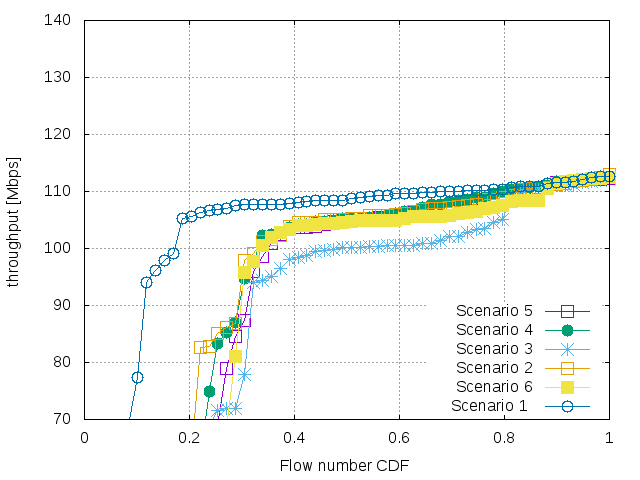 140
130
120
110
100
90
80
70
throughput [Mbps]
Scenario 5
Scenario 4
Scenario 3
Scenario 2
Scenario 6
Scenario 1
0 0.2 0.4 0.6 0.8 1
Flow number CDF